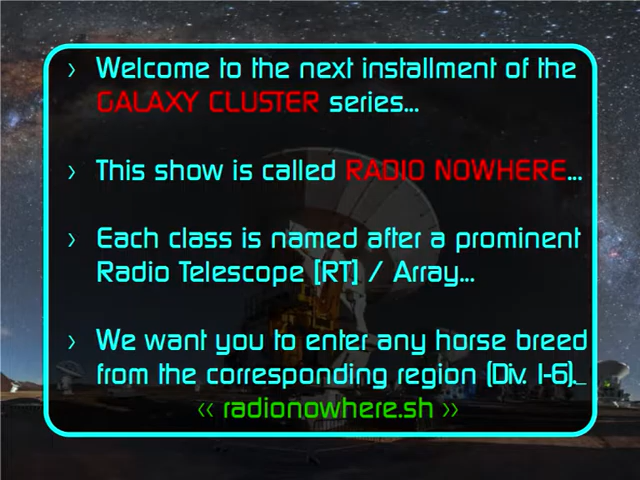 › Welcome to the next installment of the
GALAXY CLUSTER series...
› This show is called RADIO NOWHERE...
› Each class is named after a prominent
Radio Telescope [RT] / Array...
› We want you to enter any horse breed
from the corresponding region (Div. 1-6)._
‹‹ radionowhere.sh ››